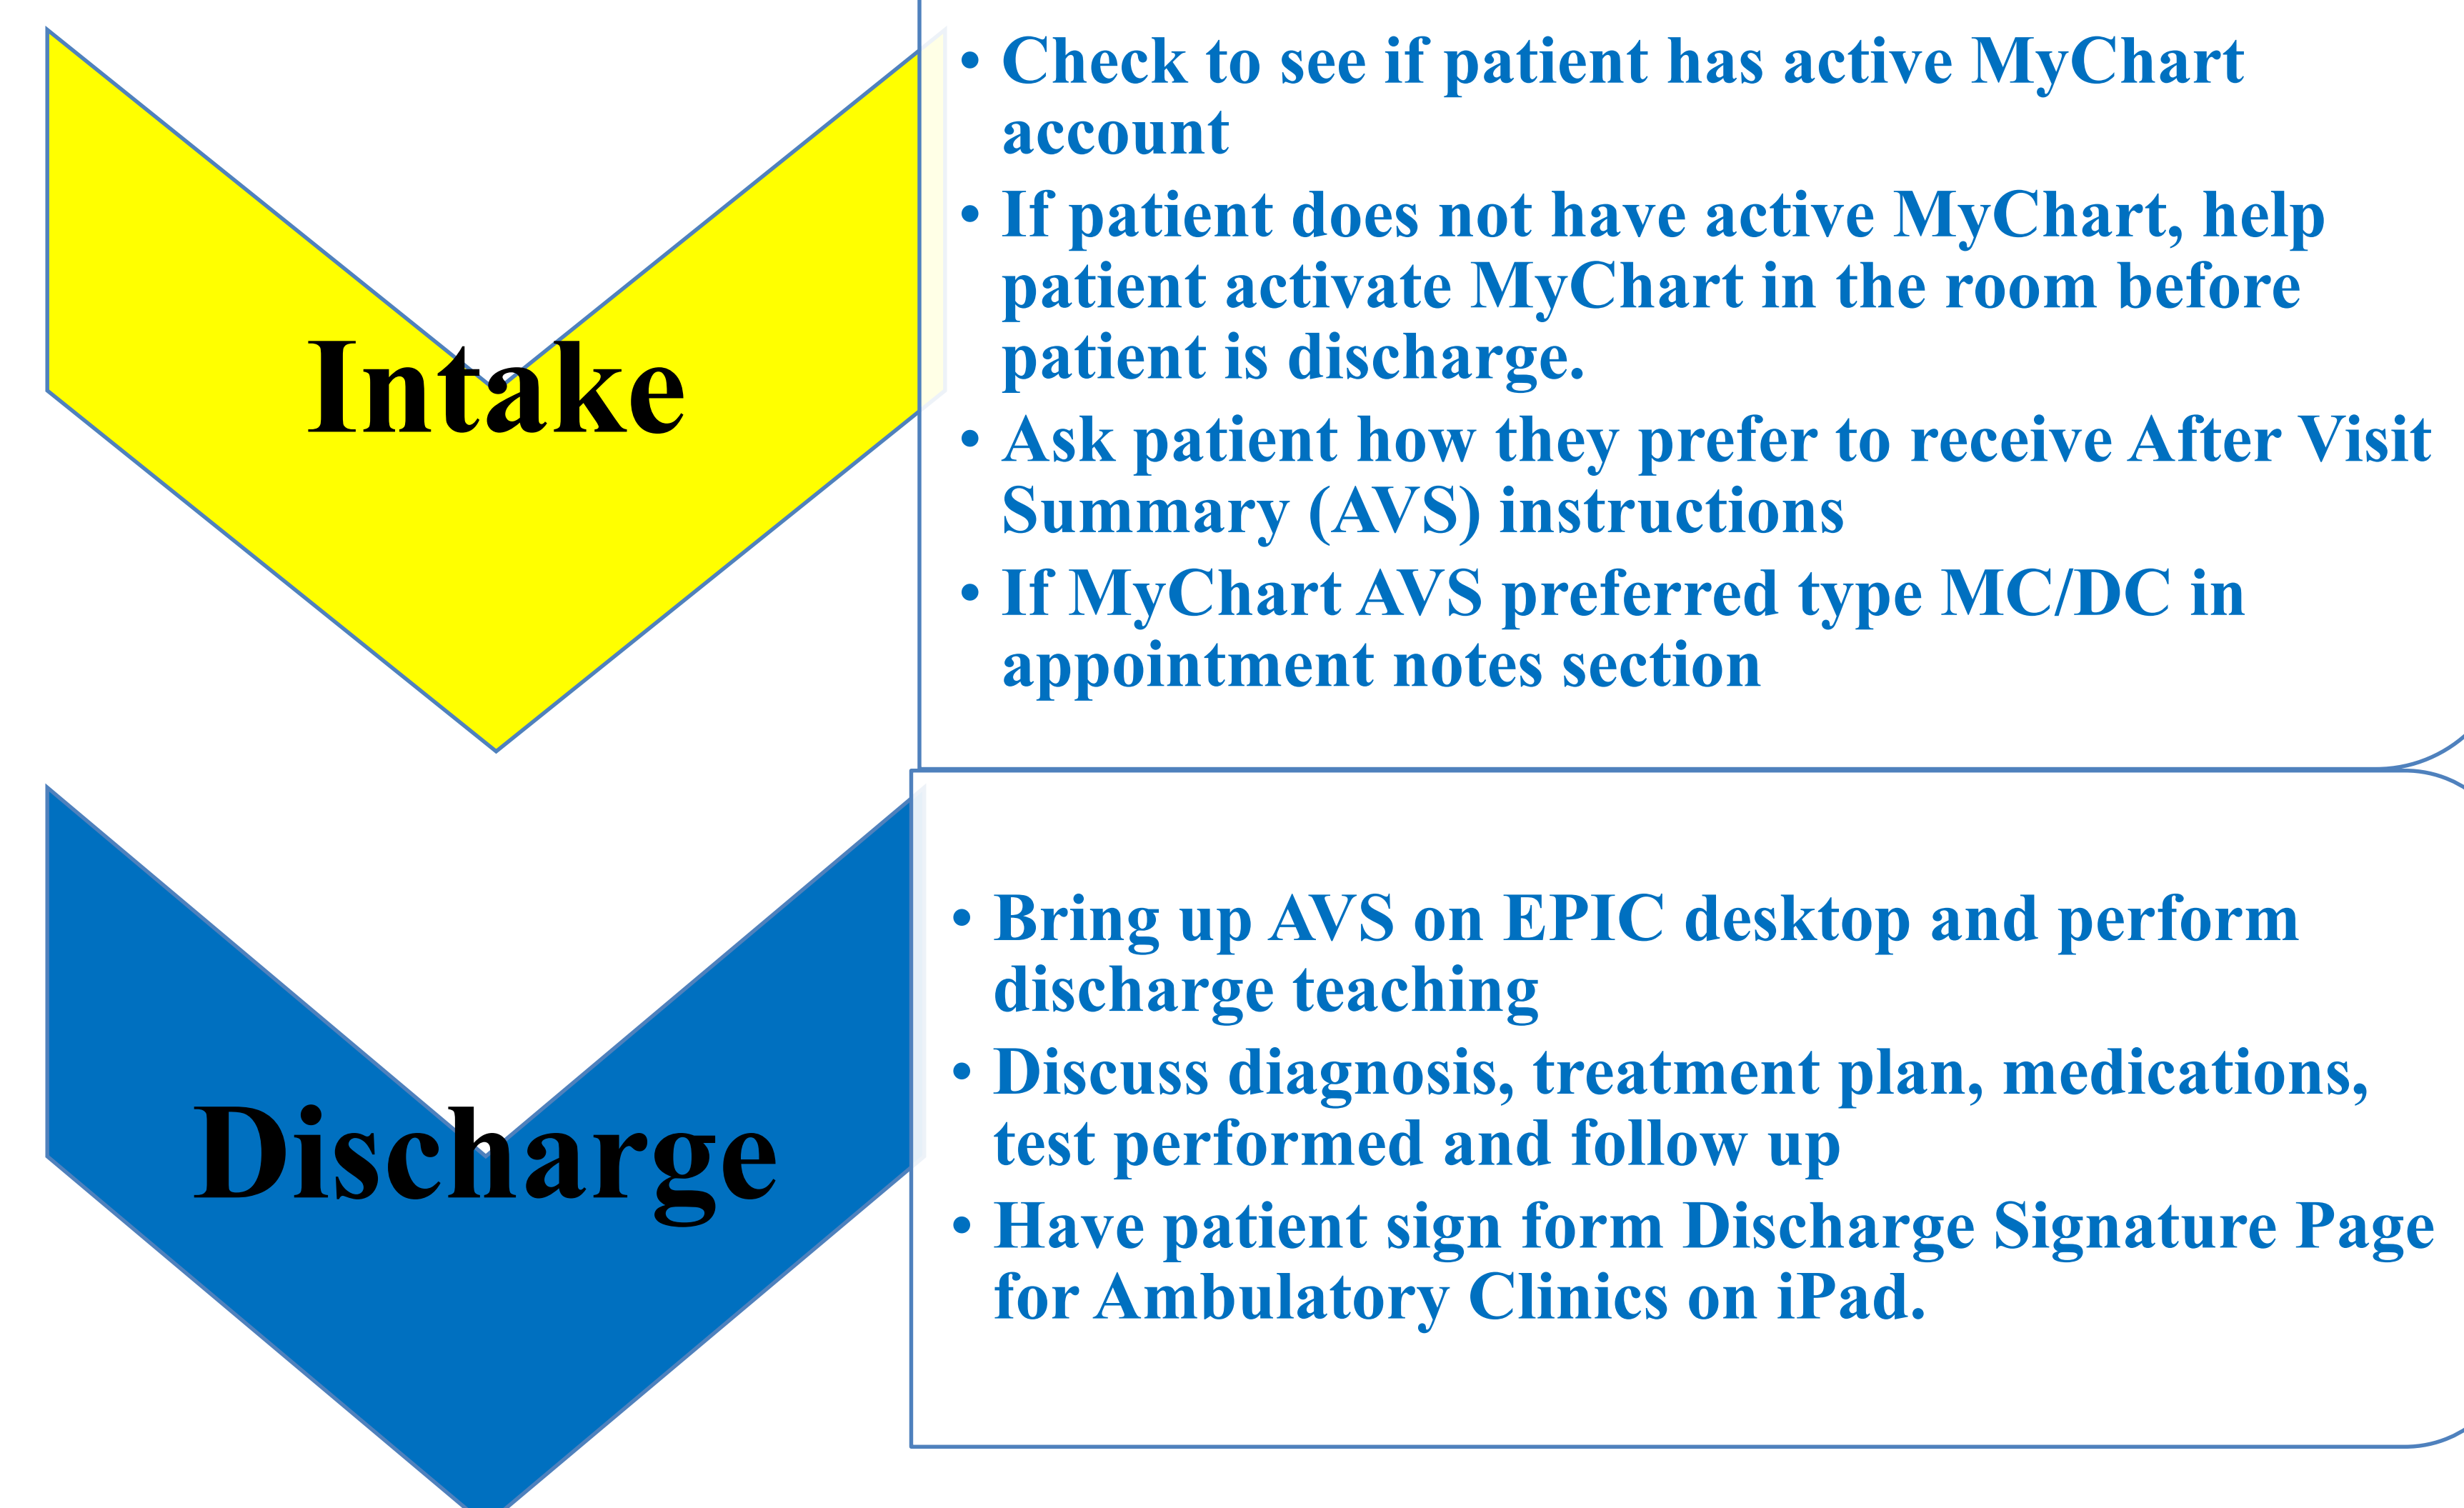 • Check to see if patient has active MyChart
account
• If patient does not have active MyChart, help
patient activate MyChart in the room before
patient is discharge.
• Ask patient how they prefer to receive After Visit
Summary (AVS) instructions
• If MyChart AVS preferred type MC/DC in
appointment notes section
Intake
• Bring up AVS on EPIC desktop and perform
discharge teaching
• Discuss diagnosis, treatment plan, medications,
test performed and follow up
• Have patient sign form Discharge Signature Page
for Ambulatory Clinics on iPad.
Discharge